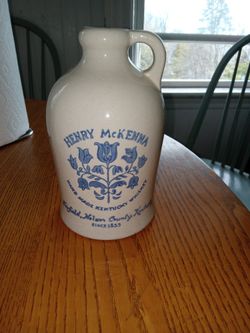 HENRY McKENNA
HAND MADE KENTUCKY WHISKEY
Fairfield, Nelson County, Kentucky
SINCE 1855